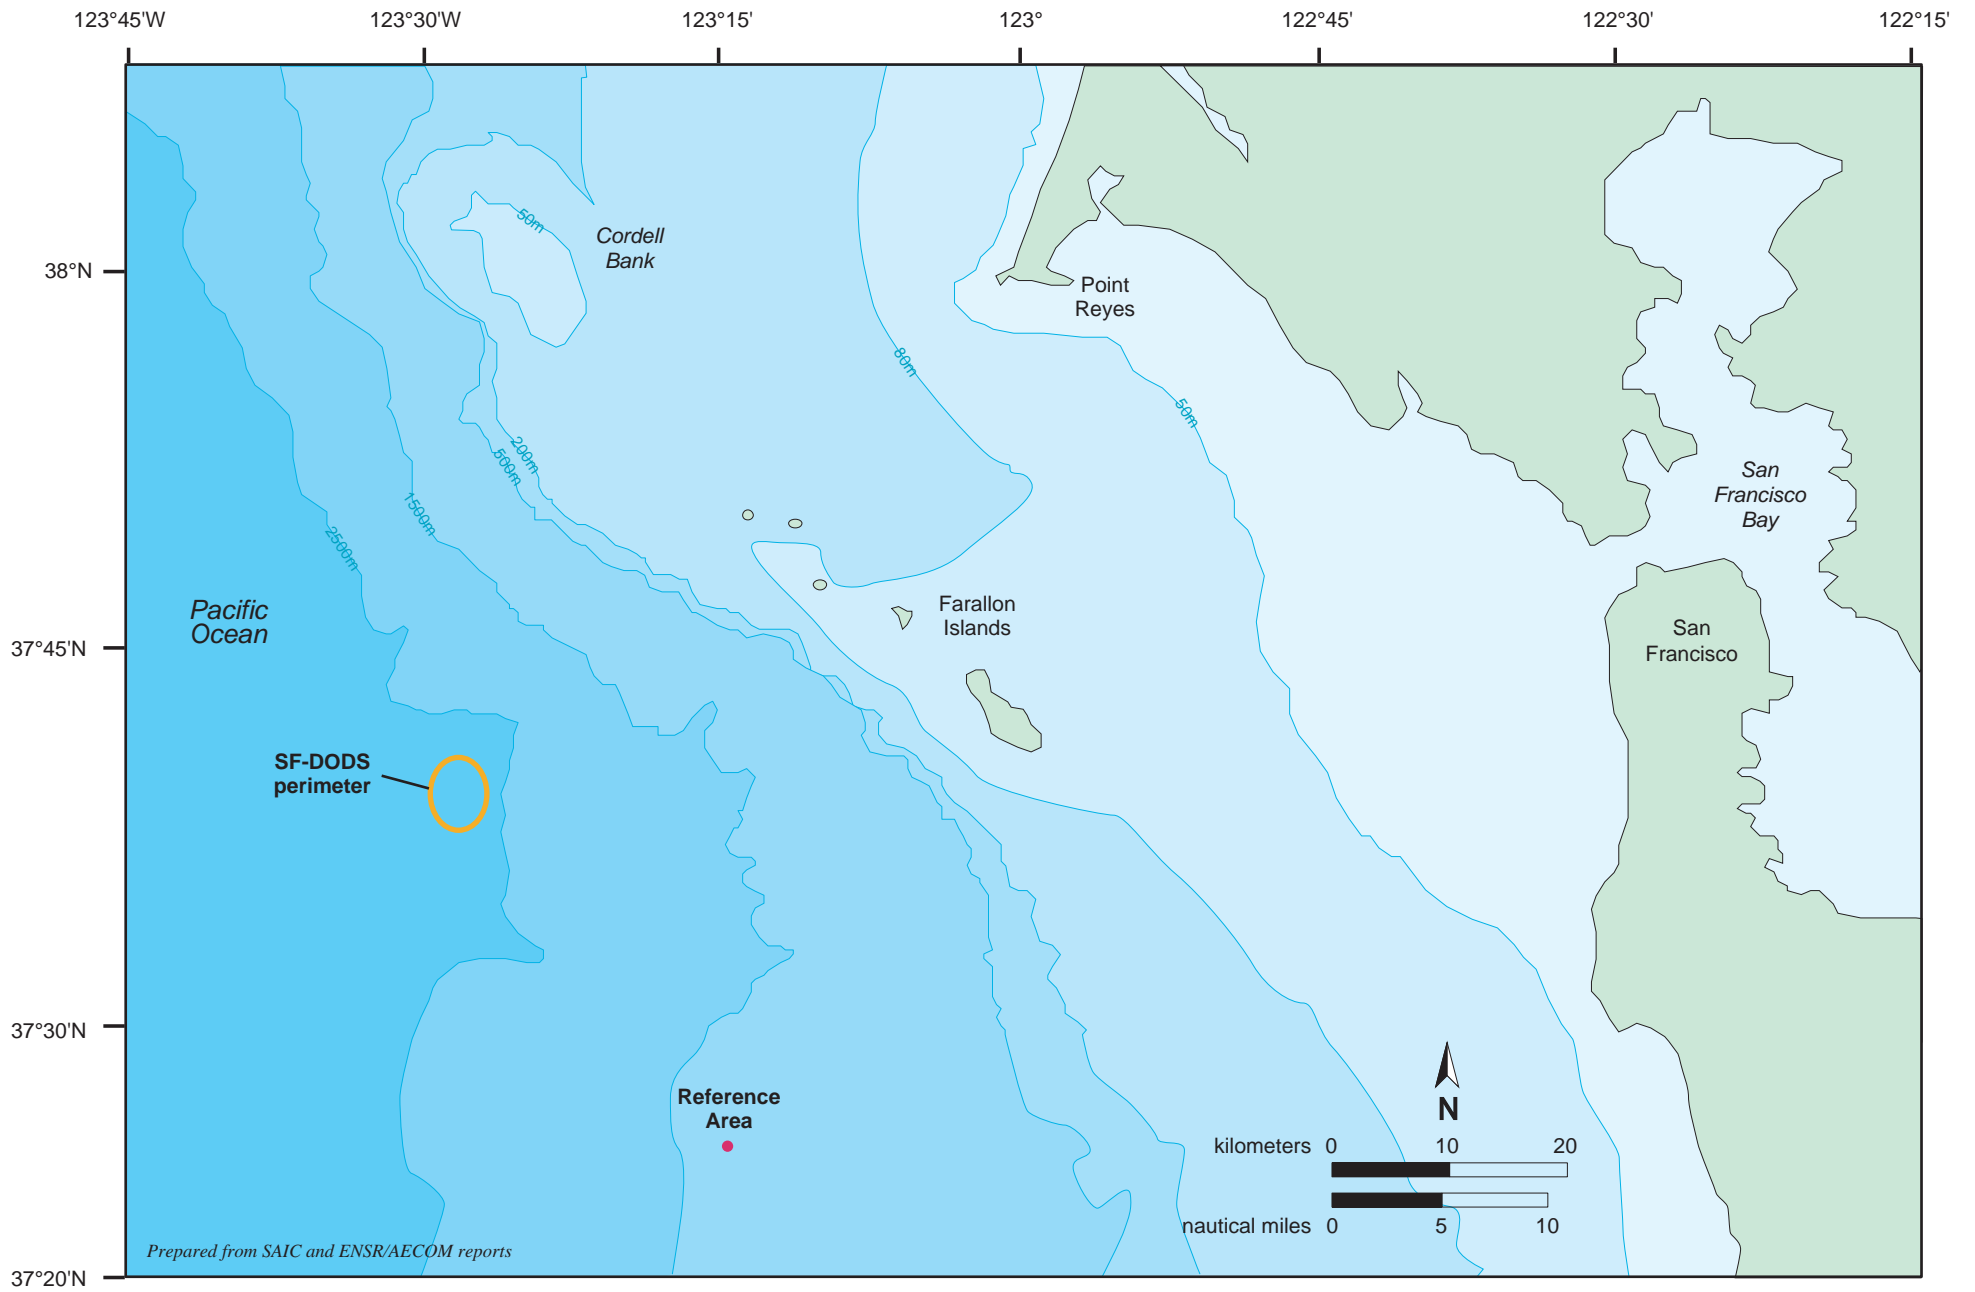 123°45'W
123°30'W
123°15'
123°
122°45'
122°30'
122°15'
38°N
37°45'N
37°30'N
37°20'N
50m
Cordell
Bank
Point
Reyes
80m
50m
200m
500m
1500m
2500m
San
Francisco
Bay
Pacific
Ocean
Farallon
Islands
San
Francisco
SF-DODS
perimeter
Reference
Area
N
kilometers 0 10 20
nautical miles 0 5 10
Prepared from SAIC and ENSR/AECOM reports